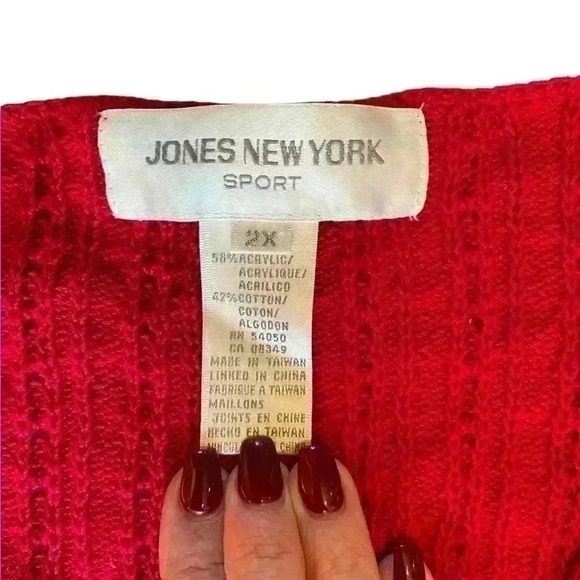 JONES NEW YORK
SPORT
2X
58%ACRYLIC/
ACRYLIQUE/
ACRILICO
42%COTTON/
COTON/
ALGODON
RN 54050
CA 08349
MADE IN TAIWAN
LINKED IN CHINA
FABRIQUE A TAIWAN
MAILLONS
JOINTS EN CHINE
HECHO EN TAIWAN
CHINA